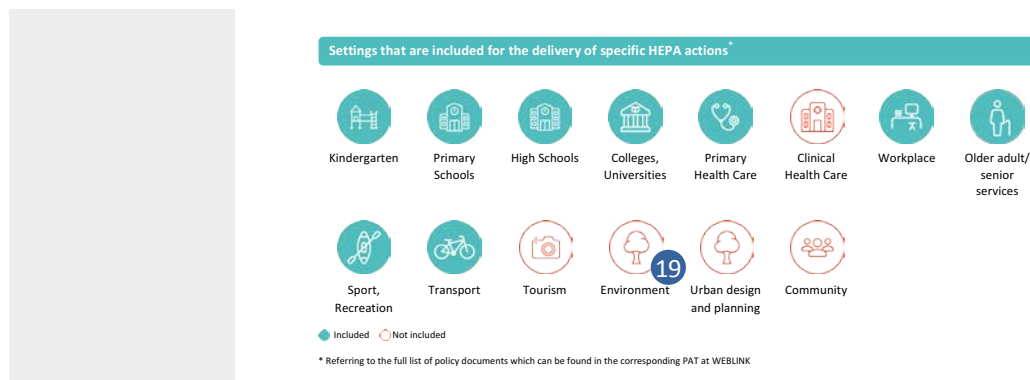 Settings that are included for the delivery of specific HEPA actions*
Kindergarten
Primary
Schools
High Schools
Colleges,
Universities
Primary
Health Care
Clinical
Health Care
Workplace
Older adult/
senior
services
Sport,
Recreation
Transport
Tourism
Environment
19
Urban design
and planning
Community
Included Not included
* Referring to the full list of policy documents which can be found in the corresponding PAT at WEBLINK